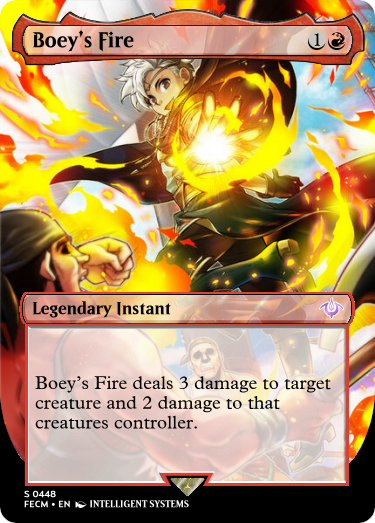 Boey's Fire 1
Legendary Instant
Boey's Fire deals 3 damage to target
creature and 2 damage to that
creatures controller.
S 0448
FECM • EN INTELLIGENT SYSTEMS